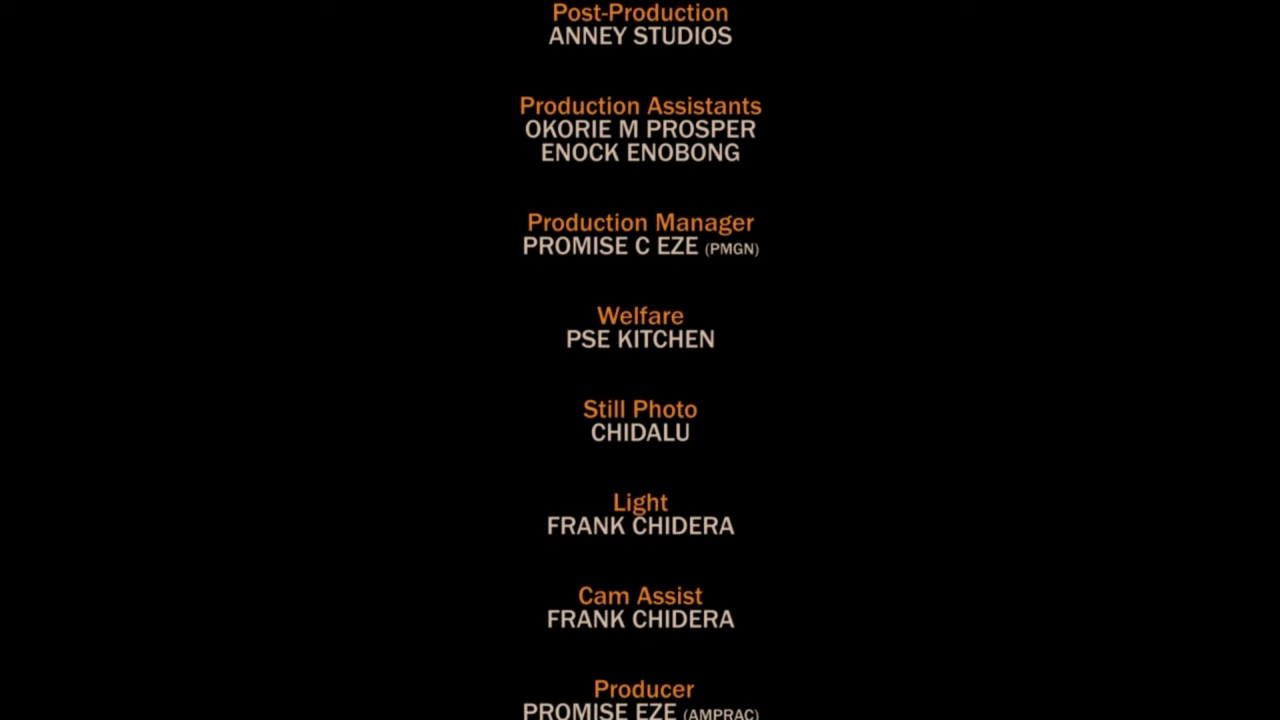 Post-Production
ANNEY STUDIOS
Production Assistants
OKORIE M PROSPER
ENOCK ENOBONG
Production Manager
PROMISE C EZE (PMGN)
Welfare
PSE KITCHEN
Still Photo
CHIDALU
Light
FRANK CHIDERA
Cam Assist
FRANK CHIDERA
Producer
PROMISE EZE (AMPRAC)